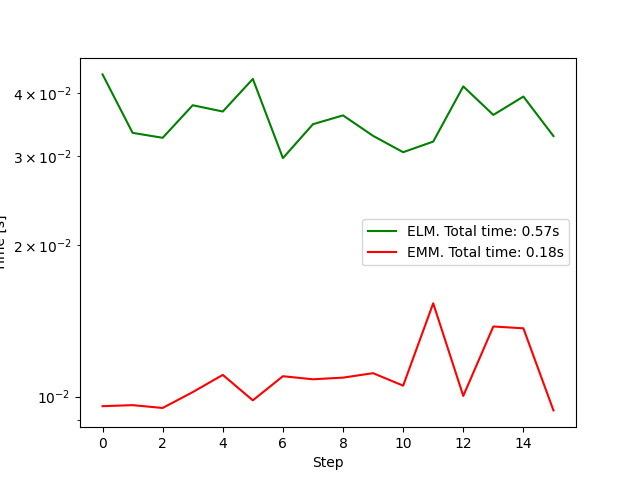 4 × 10⁻²
3 × 10⁻²
2 × 10⁻²
10⁻²
ELM. Total time: 0.57s
EMM. Total time: 0.18s
0 2 4 6 8 10 12 14
Step